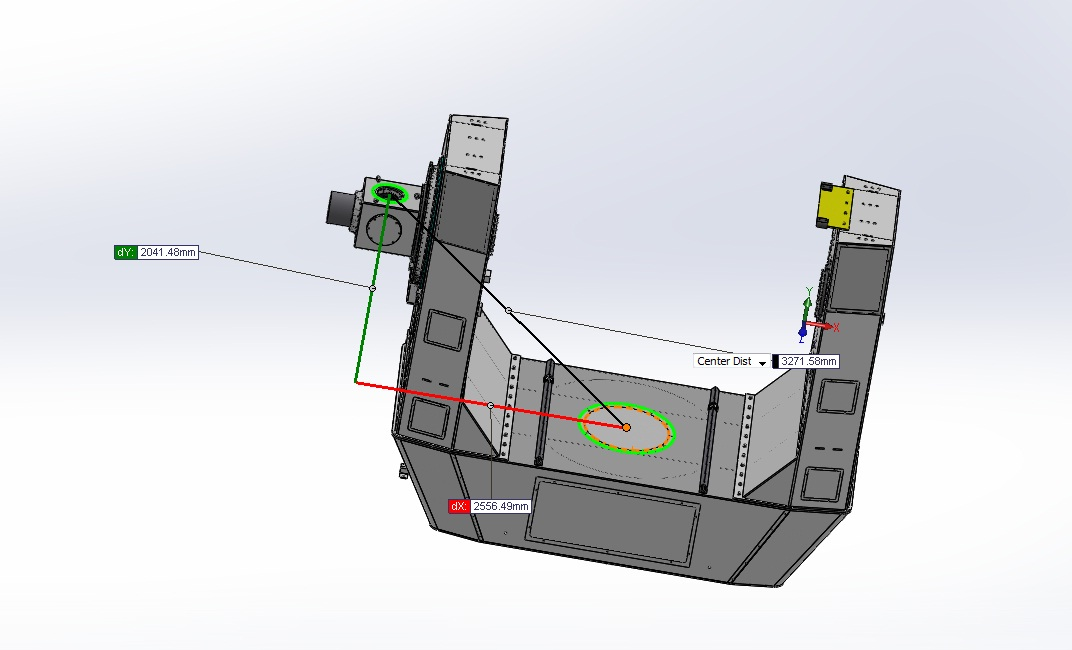 dY: 2041.48mm
Y
X
Z
Center Dist 3271.58mm
dX: 2556.49mm